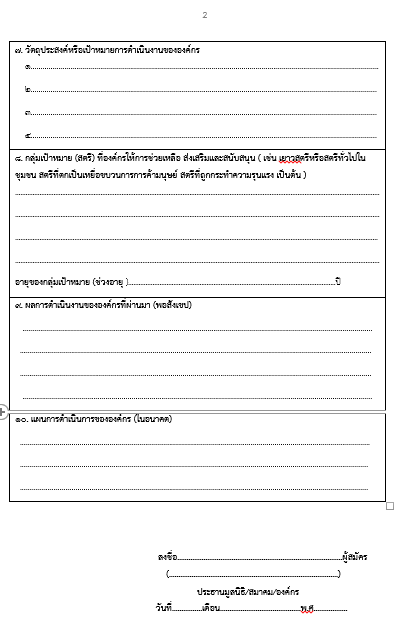 2
๗. วัตถุประสงค์หรือเป้าหมายการดำเนินงานขององค์กร
๑.............................................................
๒.............................................................
๓.............................................................
๔.............................................................
๘. กลุ่มเป้าหมาย (สตรี) ที่องค์กรให้การช่วยเหลือ ส่งเสริมและสนับสนุน ( เช่น เยาวสตรีหรือสตรีทั่วไปใน
ชุมชน สตรีที่ตกเป็นเหยื่อขบวนการการค้ามนุษย์ สตรีที่ถูกกระทำความรุนแรง เป็นต้น )
.............................................................
.............................................................
.............................................................
.............................................................
อายุของกลุ่มเป้าหมาย (ช่วงอายุ )............................................ปี
๙. ผลการดำเนินงานขององค์กรที่ผ่านมา (พอสังเขป)
.............................................................
.............................................................
.............................................................
.............................................................
๑๐. แผนการดำเนินการขององค์กร (ในอนาคต)
.............................................................
.............................................................
.............................................................
ลงชื่อ............................................ผู้สมัคร
(............................................)
ประธานมูลนิธิ/สมาคม/องค์กร
วันที่..........เดือน..........................พ.ศ............